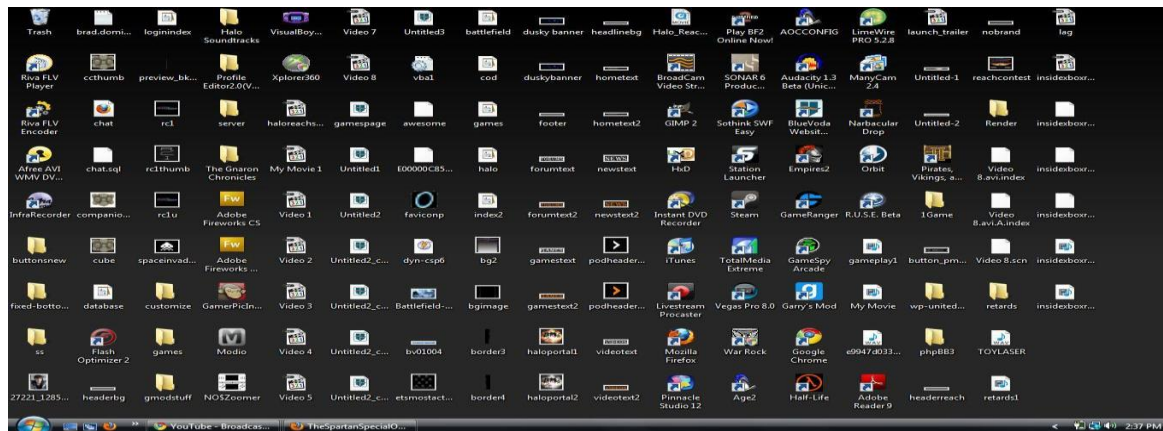 Trash brad.domi... loginindex Halo Soundtracks VisualBoy... Video 7 Untitled3 battlefield dusky banner headlinebg Halo_Reac... Play BF2 Online Now! AOCCONFIG LimeWire PRO 5.2.8 launch_trailer nobrand lag
Riva FLV Player ccthumb preview_bk... Profile Editor2.0(V... Xplorer360 Video 8 vba1 cod duskybanner hometext BroadCam Video Str... SONAR 6 Produc... Audacity 1.3 Beta (Unic... ManyCam 2.4 Untitled-1 reachcontest insidexboxr...
Riva FLV Encoder chat rc1 server haloreachs... gamespage awesome games footer hometext2 GIMP 2 Sothink SWF Easy BlueVoda Websit... Narbacular Drop Untitled-2 Render insidexboxr...
Afree AVI WMV DV... chat.sql rc1thumb The Gnaron Chronicles My Movie 1 Untitled1 E00000C85... halo forumtext newstext HxD Station Launcher Empires2 Orbit Pirates, Vikings, a... Video 8.avi.index insidexboxr...
InfraRecorder companio... rc1u Adobe Fireworks CS Video 1 Untitled2 faviconp index2 forumtext2 newstext2 Instant DVD Recorder Steam GameRanger R.U.S.E. Beta 1Game Video 8.avi.A.index insidexboxr...
buttonsnew cube spaceinvad... Adobe Fireworks ... Video 2 Untitled2_c... dyn-csp6 bg2 gamestext podheader... iTunes TotalMedia Extreme GameSpy Arcade gameplay1 button_pm... Video 8.scn insidexboxr...
fixed-botto... database customize GamerPicIn... Video 3 Untitled2_c... Battlefield-... bgimage gamestext2 podheader... Livestream Procaster Vegas Pro 8.0 Garry's Mod My Movie wp-united... retards insidexboxr...
ss Flash Optimizer 2 games Modio Video 4 Untitled2_c... bv01004 border3 haloportal1 videotext Mozilla Firefox War Rock Google Chrome e9947d033... phpBB3 TOYLASER
27221_1285... headerbg gmodstuff NO$Zoomer Video 5 Untitled2_c... etsmostact... border4 haloportal2 videotext2 Pinnacle Studio 12 Age2 Half-Life Adobe Reader 9 headerreach retards1
YouTube - Broadcas... TheSpartanSpecialO... 2:37 PM